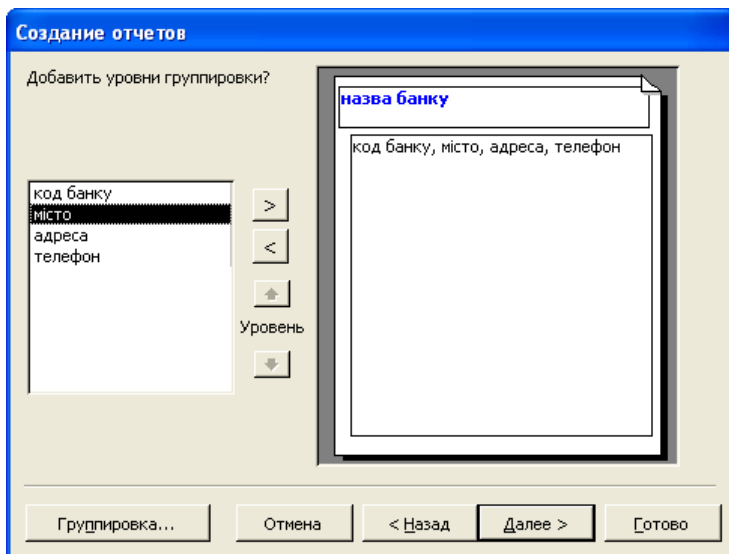 Создание отчетов
Добавить уровни группировки?
назва банку
код банку, місто, адреса, телефон
код банку
місто
адреса
телефон
>
<
Уровень
Группировка...
Отмена
< Назад
Далее >
Готово